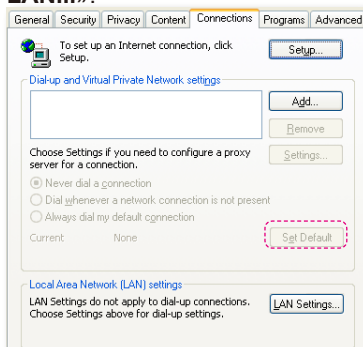 General Security Privacy Content Connections Programs Advanced
To set up an Internet connection, click
Setup.
Setup...
Dial-up and Virtual Private Network settings
Add...
Remove
Choose Settings if you need to configure a proxy
server for a connection.
Settings...
Never dial a connection
Dial whenever a network connection is not present
Always dial my default connection
Current None
Set Default
Local Area Network (LAN) settings
LAN Settings do not apply to dial-up connections.
Choose Settings above for dial-up settings.
LAN Settings...